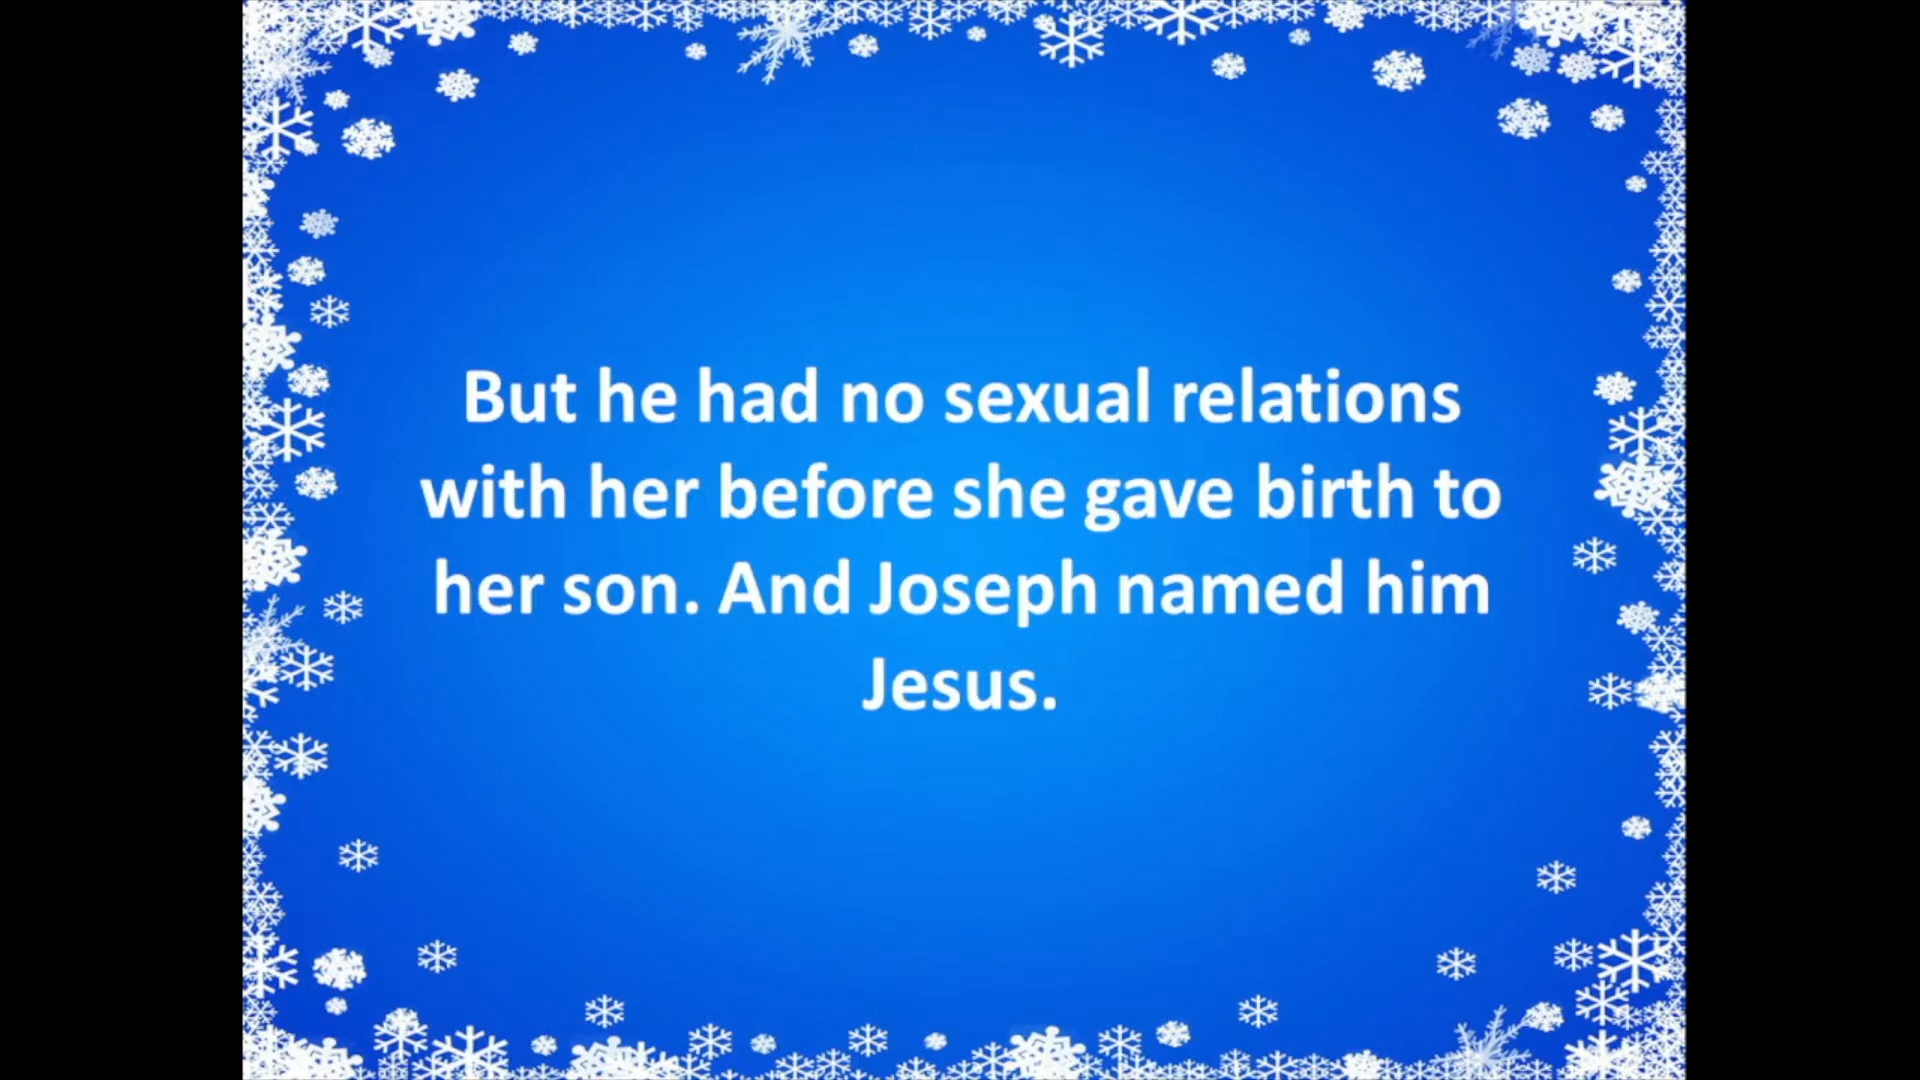 But he had no sexual relations
with her before she gave birth to
her son. And Joseph named him
Jesus.